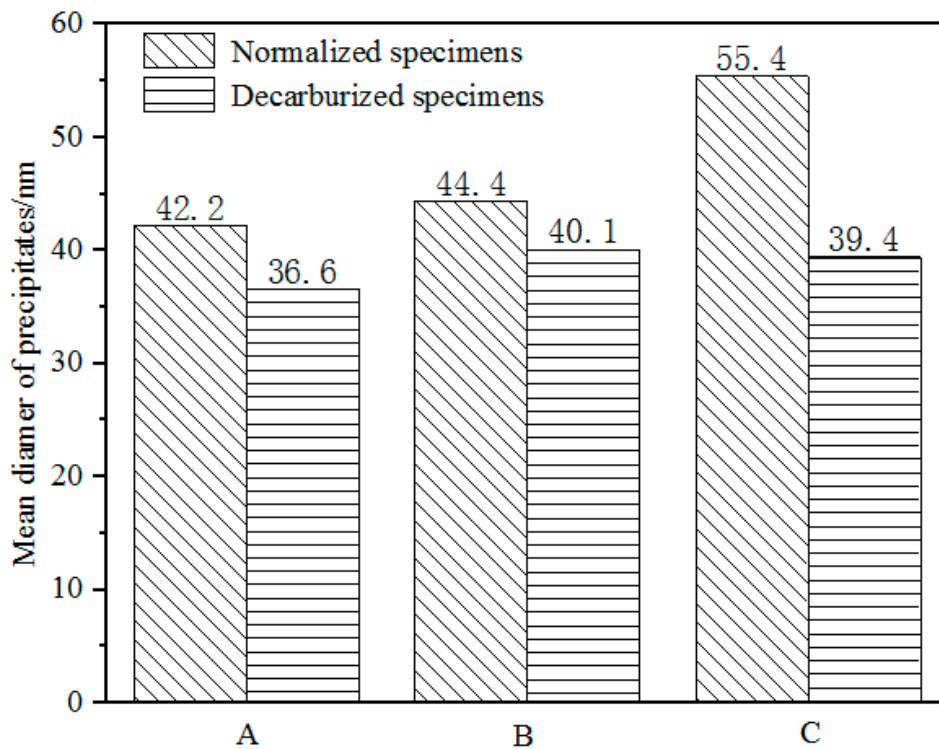 Mean diamer of precipitates/nm
60
50
40
30
20
10
0
Normalized specimens
Decarburized specimens
42.2
36.6
44.4
40.1
55.4
39.4
A
B
C